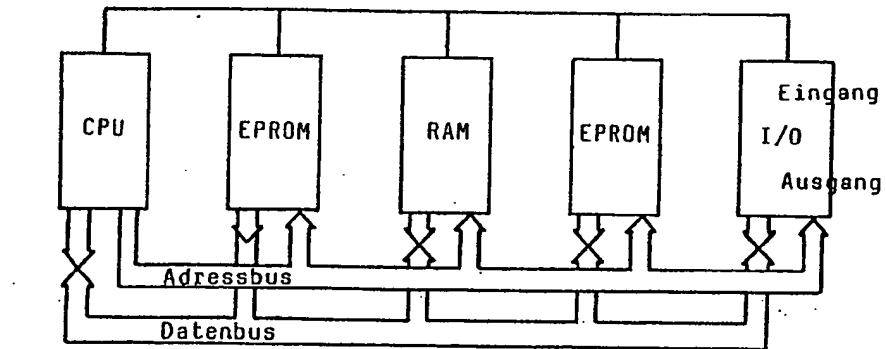 CPU
EPROM
RAM
EPROM
Eingang
I/O
Ausgang
Adressbus
Datenbus